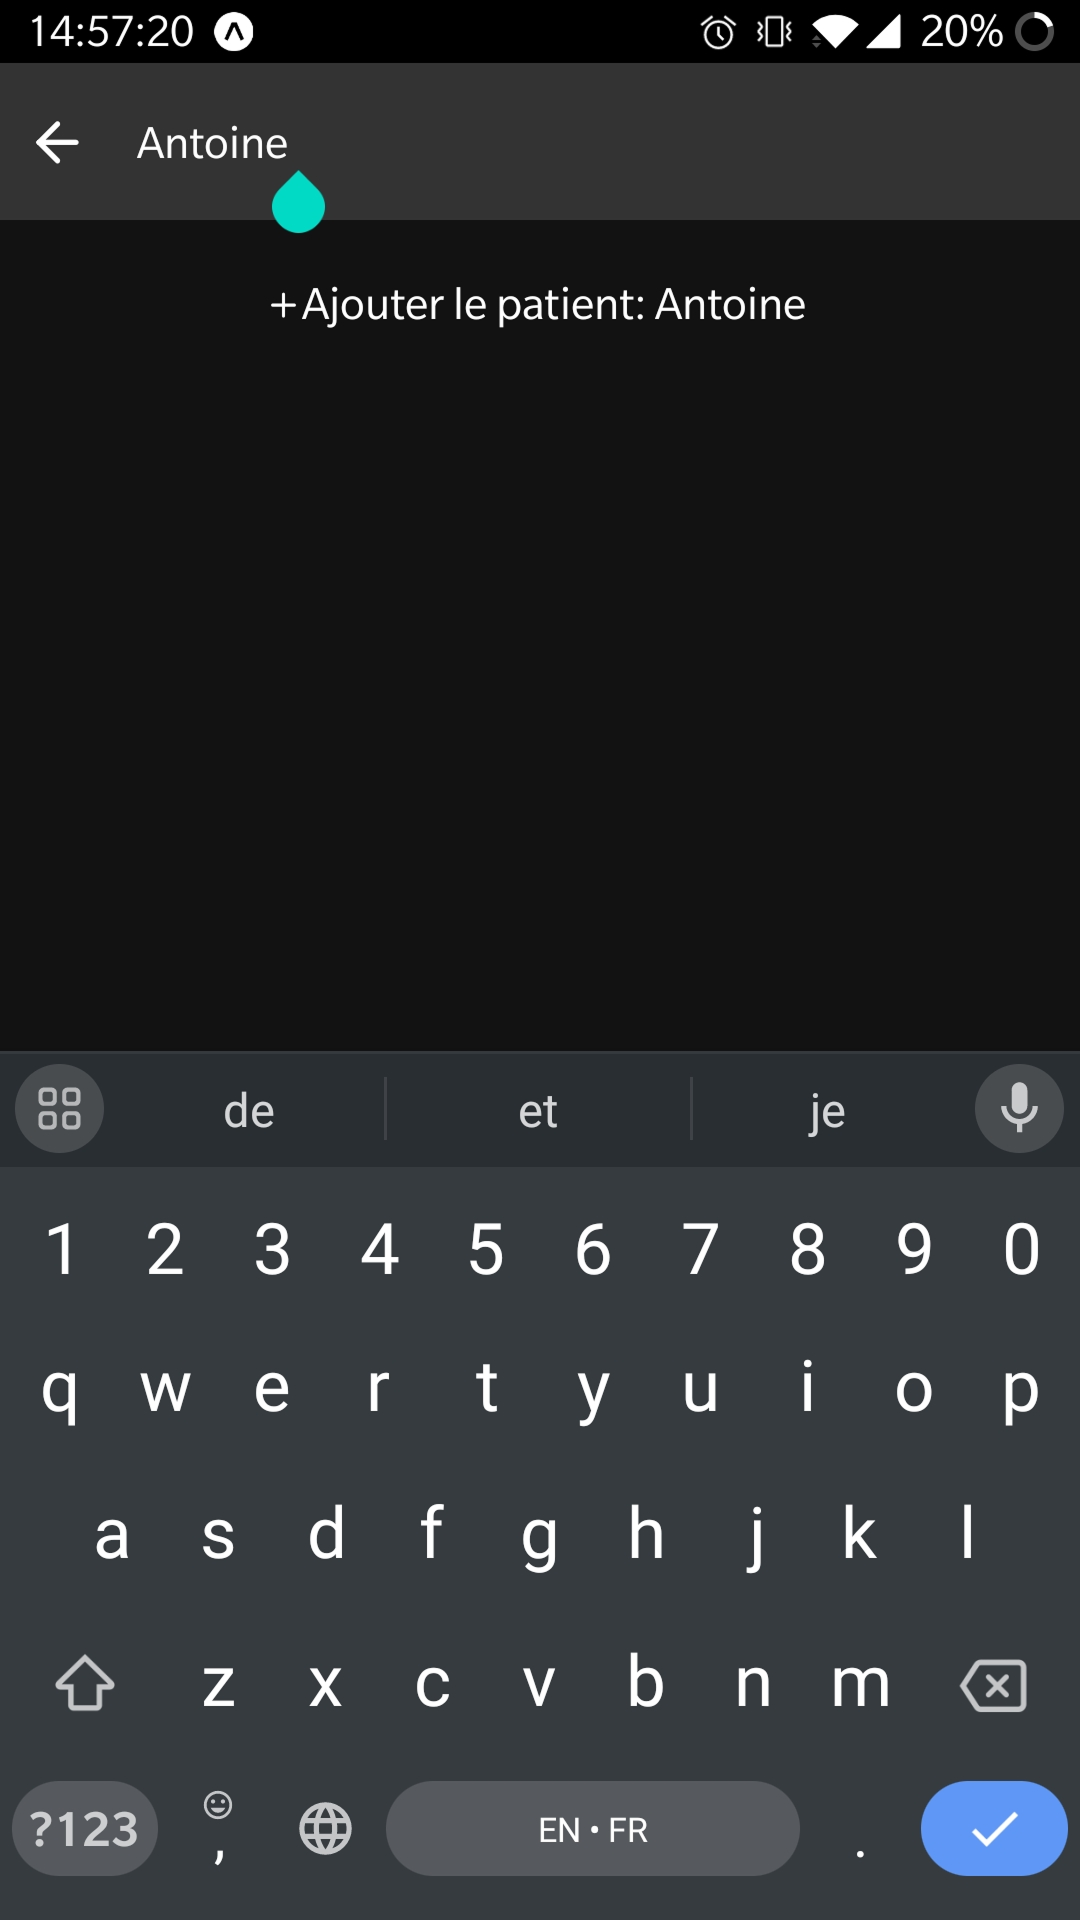 14:57:20 20%
Antoine
+Ajouter le patient: Antoine
de et je
1 2 3 4 5 6 7 8 9 0
q w e r t y u i o p
a s d f g h j k l
z x c v b n m
?123 , EN • FR .